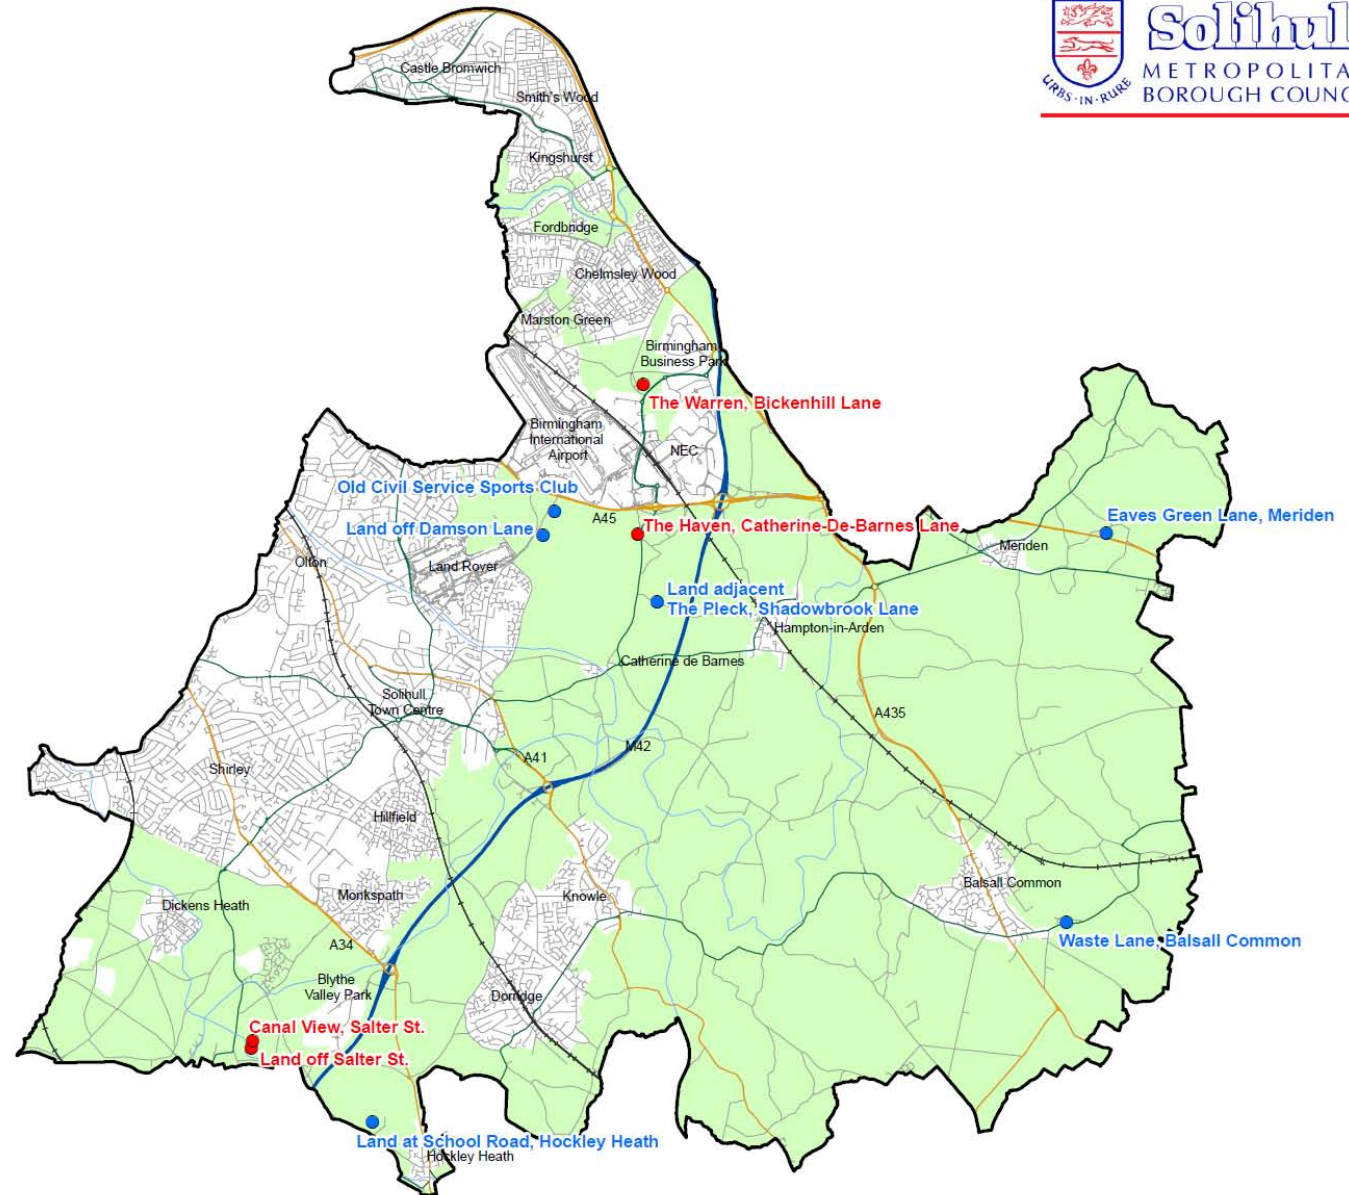 Solihul
METROPOLITA
BOROUGH COUNC
URBS·IN·RURE
Castle Bromwich
Smith's Wood
Kingshurst
Fordbridge
Chelmsley Wood
Marston Green
Birmingham
Business Park
The Warren, Bickenhill Lane
Birmingham
International
Airport
NEC
Old Civil Service Sports Club
A45
Land off Damson Lane
The Haven, Catherine-De-Barnes Lane
Eaves Green Lane, Meriden
Meriden
Olton
Land Rover
Land adjacent
The Pleck, Shadowbrook Lane
Hampton-in-Arden
Catherine de Barnes
Solihull
Town Centre
A435
M42
A41
Shirley
Hillfield
Balsall Common
Monkspath
Knowle
Dickens Heath
Waste Lane, Balsall Common
A34
Blythe
Valley Park
Dorridge
Canal View, Salter St.
Land off Salter St.
Land at School Road, Hockley Heath
Hockley Heath